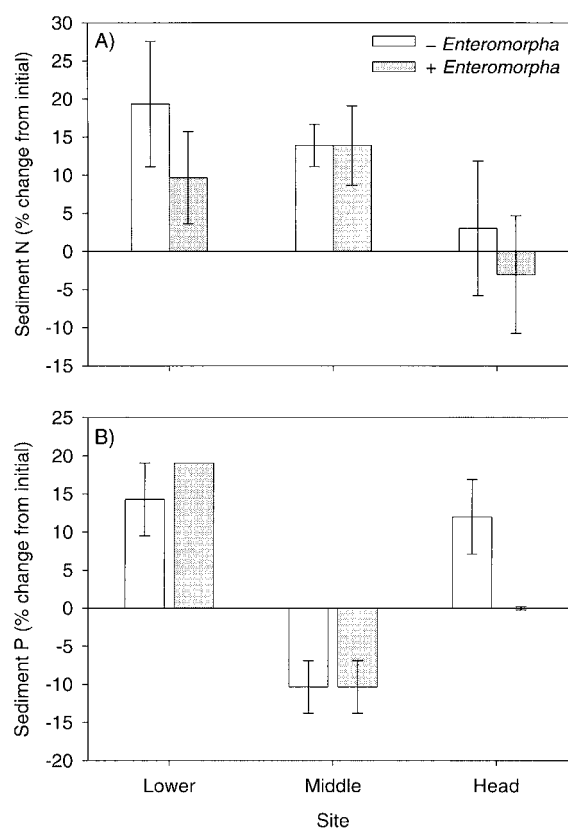 A)
– Enteromorpha
+ Enteromorpha
Sediment N (% change from initial)
30
25
20
15
10
5
0
-5
-10
-15
B)
Sediment P (% change from initial)
25
20
15
10
5
0
-5
-10
-15
-20
Lower Middle Head
Site